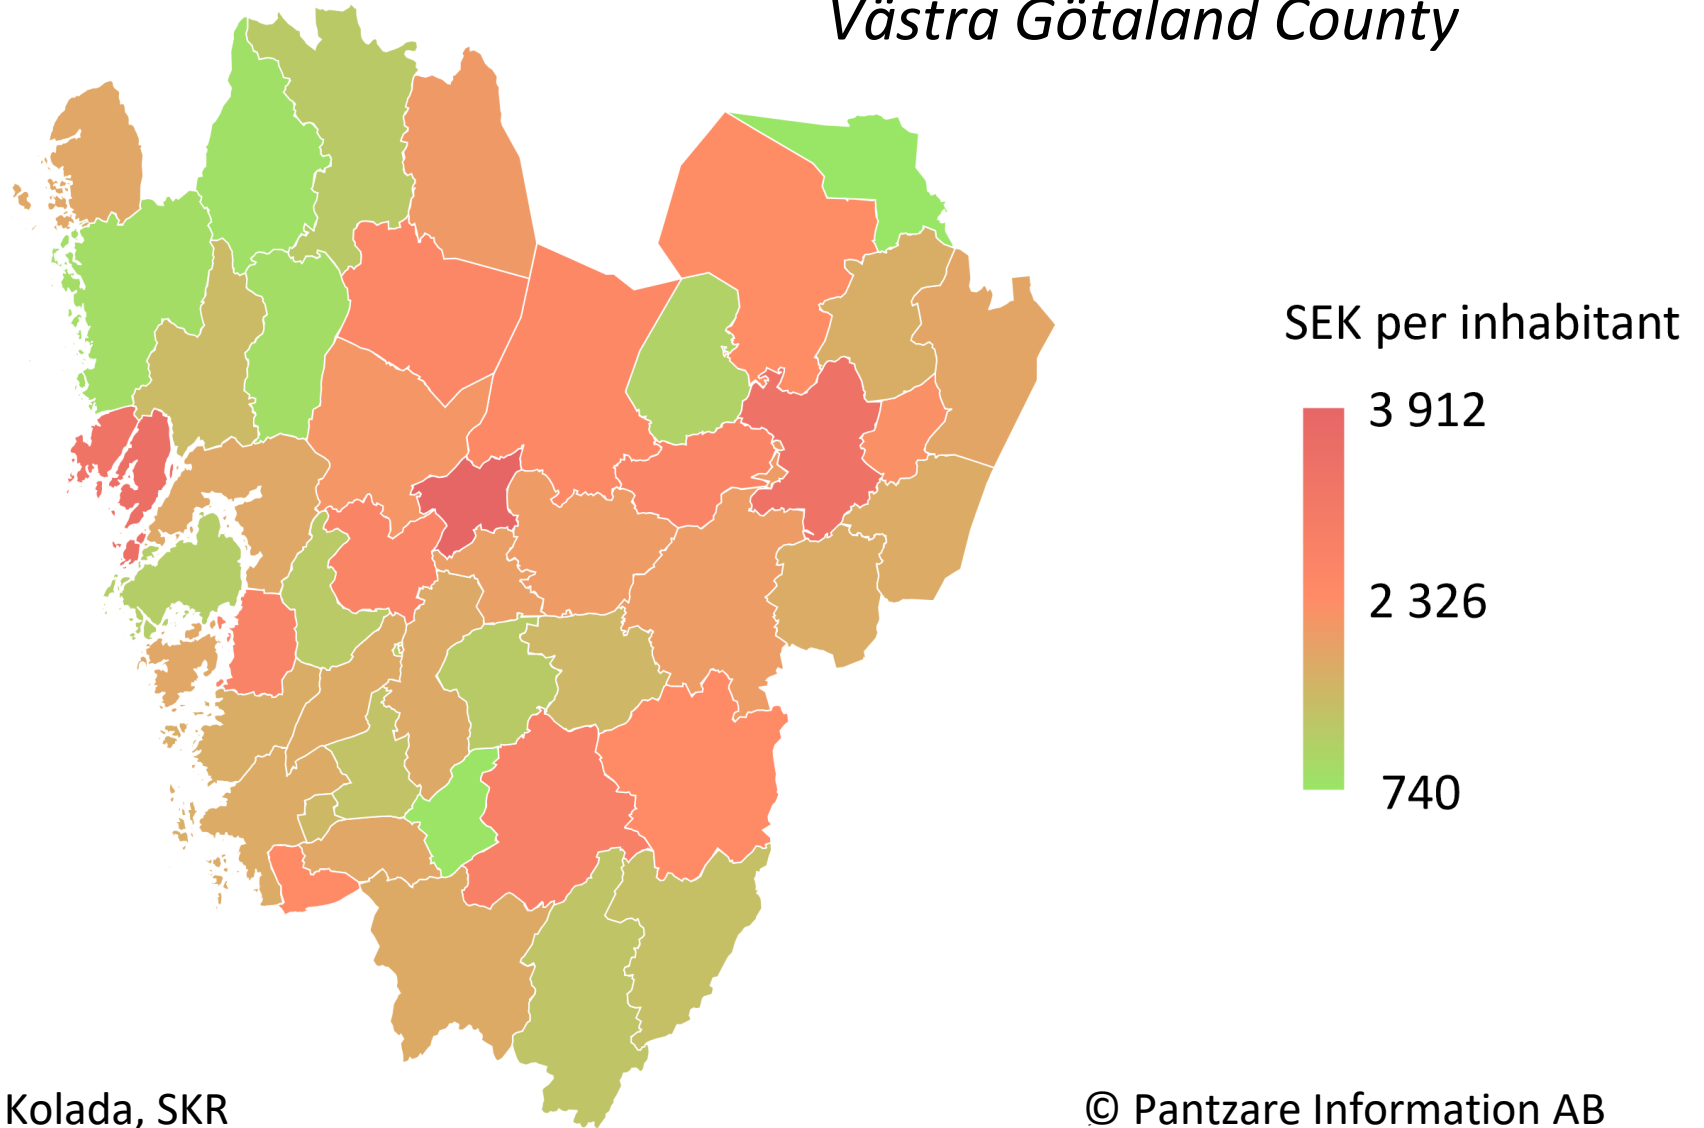 Västra Götaland County
SEK per inhabitant
3 912
2 326
740
Kolada, SKR
© Pantzare Information AB